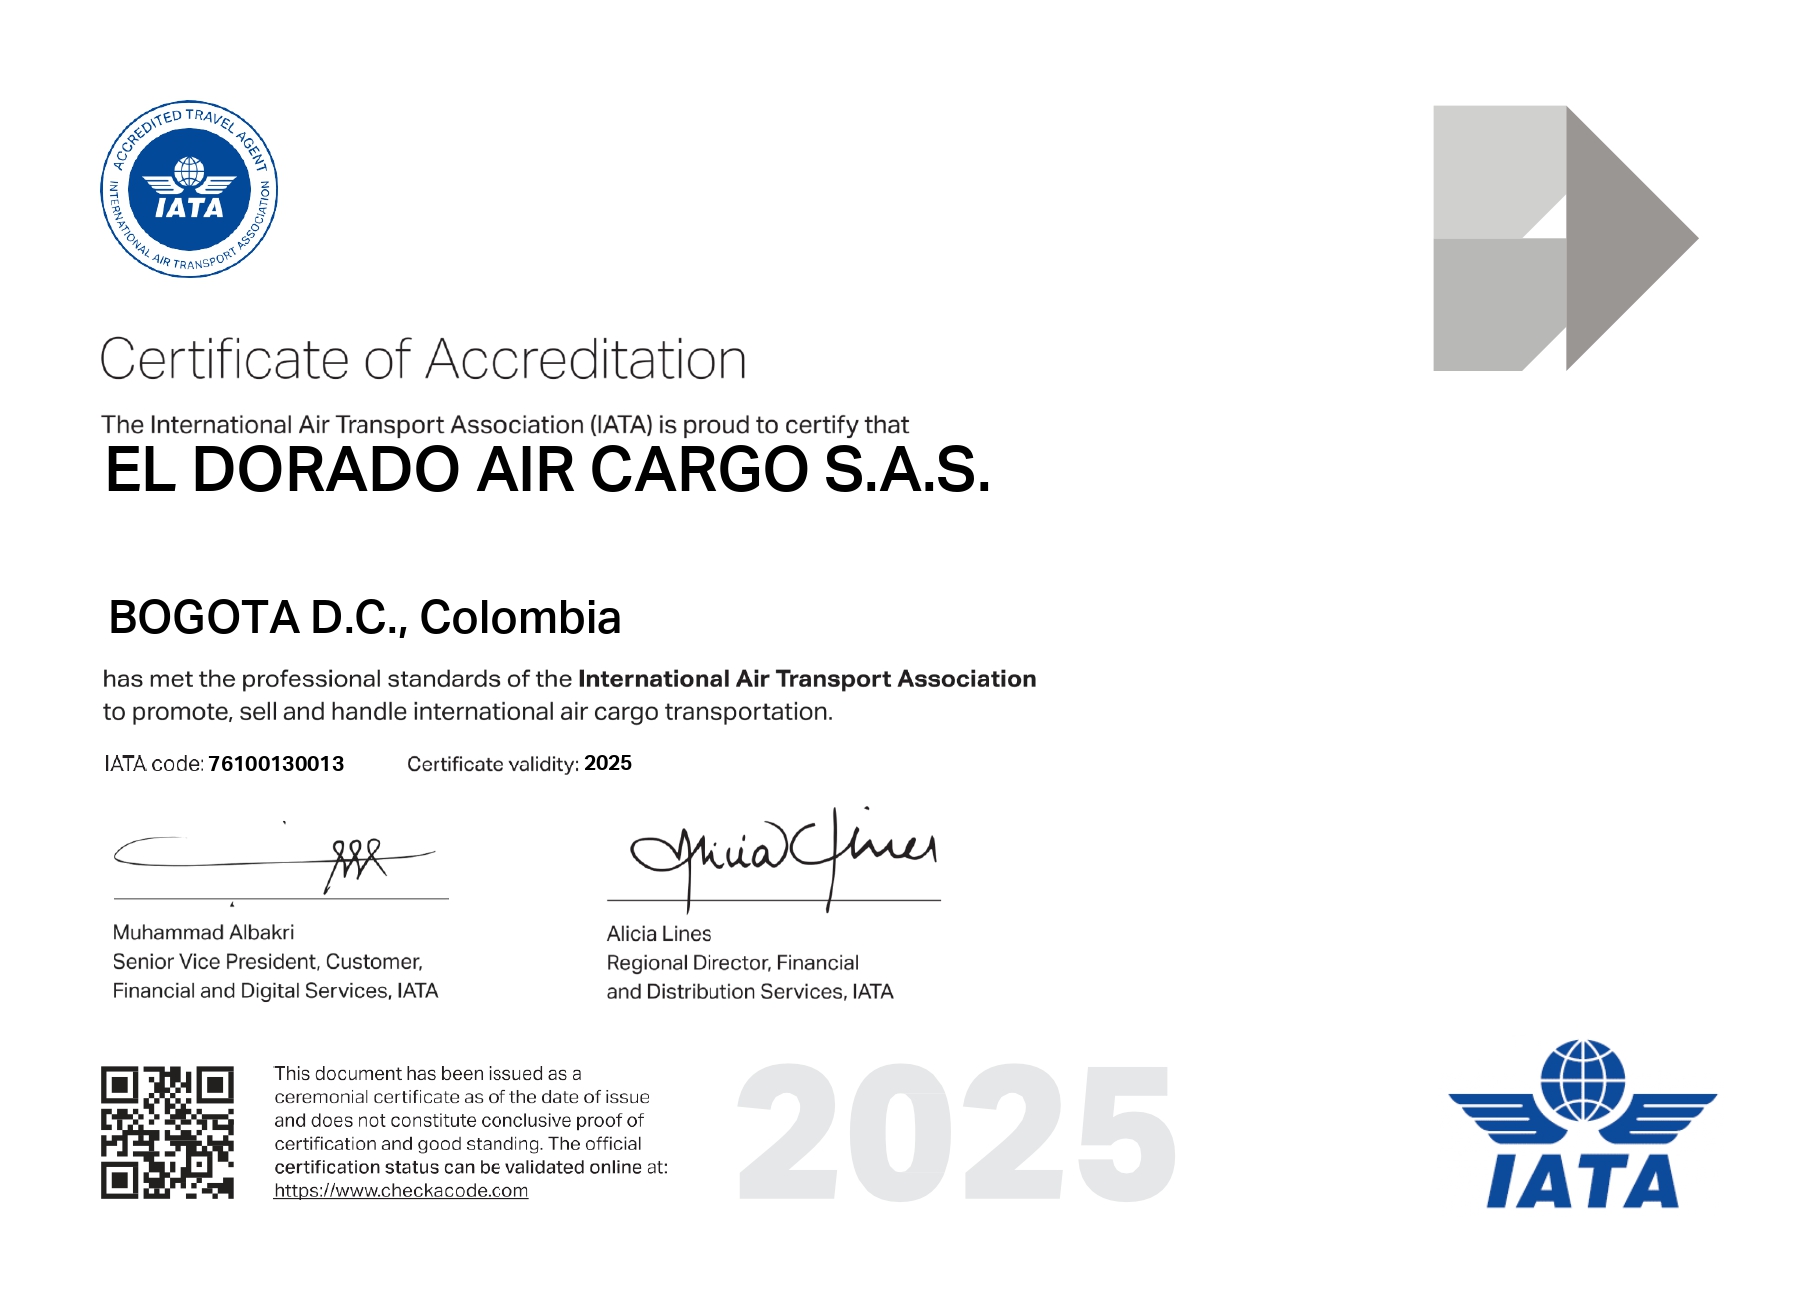 ACCREDITED TRAVEL AGENT
INTERNATIONAL AIR TRANSPORT ASSOCIATION
IATA
Certificate of Accreditation
The International Air Transport Association (IATA) is proud to certify that
EL DORADO AIR CARGO S.A.S.
BOGOTA D.C., Colombia
has met the professional standards of the International Air Transport Association
to promote, sell and handle international air cargo transportation.
IATA code: 76100130013 Certificate validity: 2025
Alicia Lines
Muhammad Albakri
Senior Vice President, Customer,
Financial and Digital Services, IATA
Alicia Lines
Regional Director, Financial
and Distribution Services, IATA
This document has been issued as a
ceremonial certificate as of the date of issue
and does not constitute conclusive proof of
certification and good standing. The official
certification status can be validated online at:
https://www.checkacode.com
2025
IATA